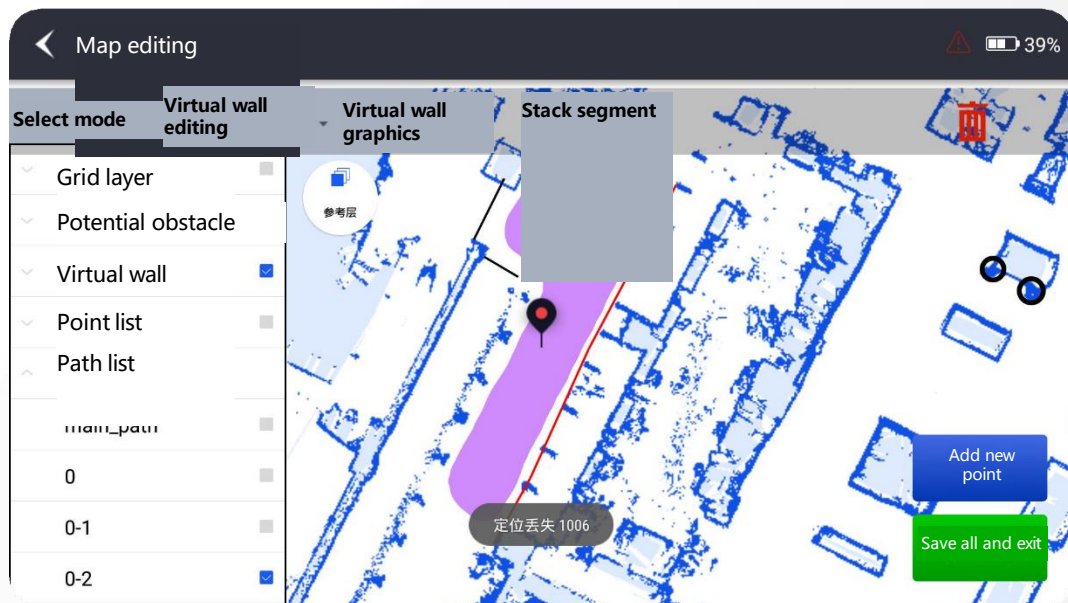 Map editing
39%
Select mode
Virtual wall
editing
Virtual wall
graphics
Stack segment
Grid layer
参考层
Potential obstacle
Virtual wall
Point list
Path list
main_path
0
0-1
0-2
定位丢失 1006
Add new
point
Save all and exit